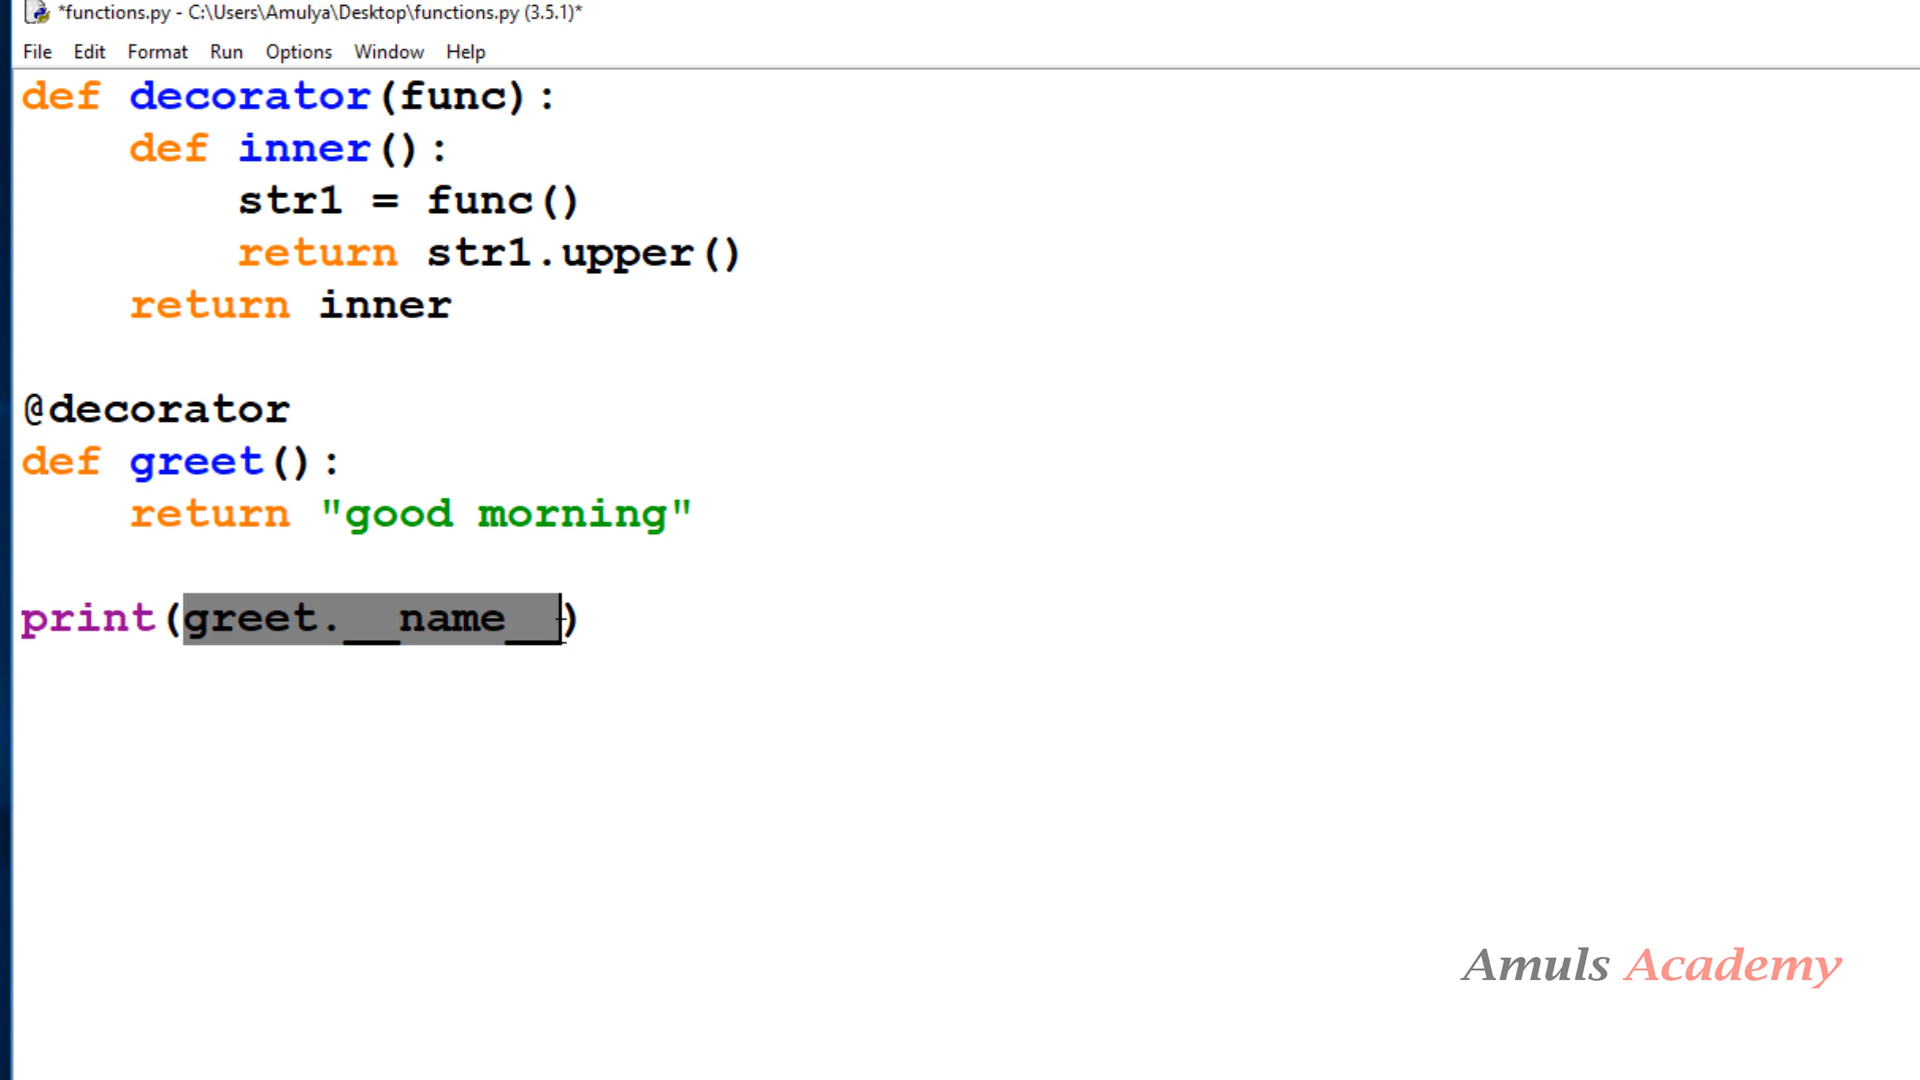 *functions.py - C:\Users\Amulya\Desktop\functions.py (3.5.1)*
File Edit Format Run Options Window Help
def decorator(func):
    def inner():
        str1 = func()
        return str1.upper()
    return inner
@decorator
def greet():
    return "good morning"
print(greet.__name__)
Amuls Academy